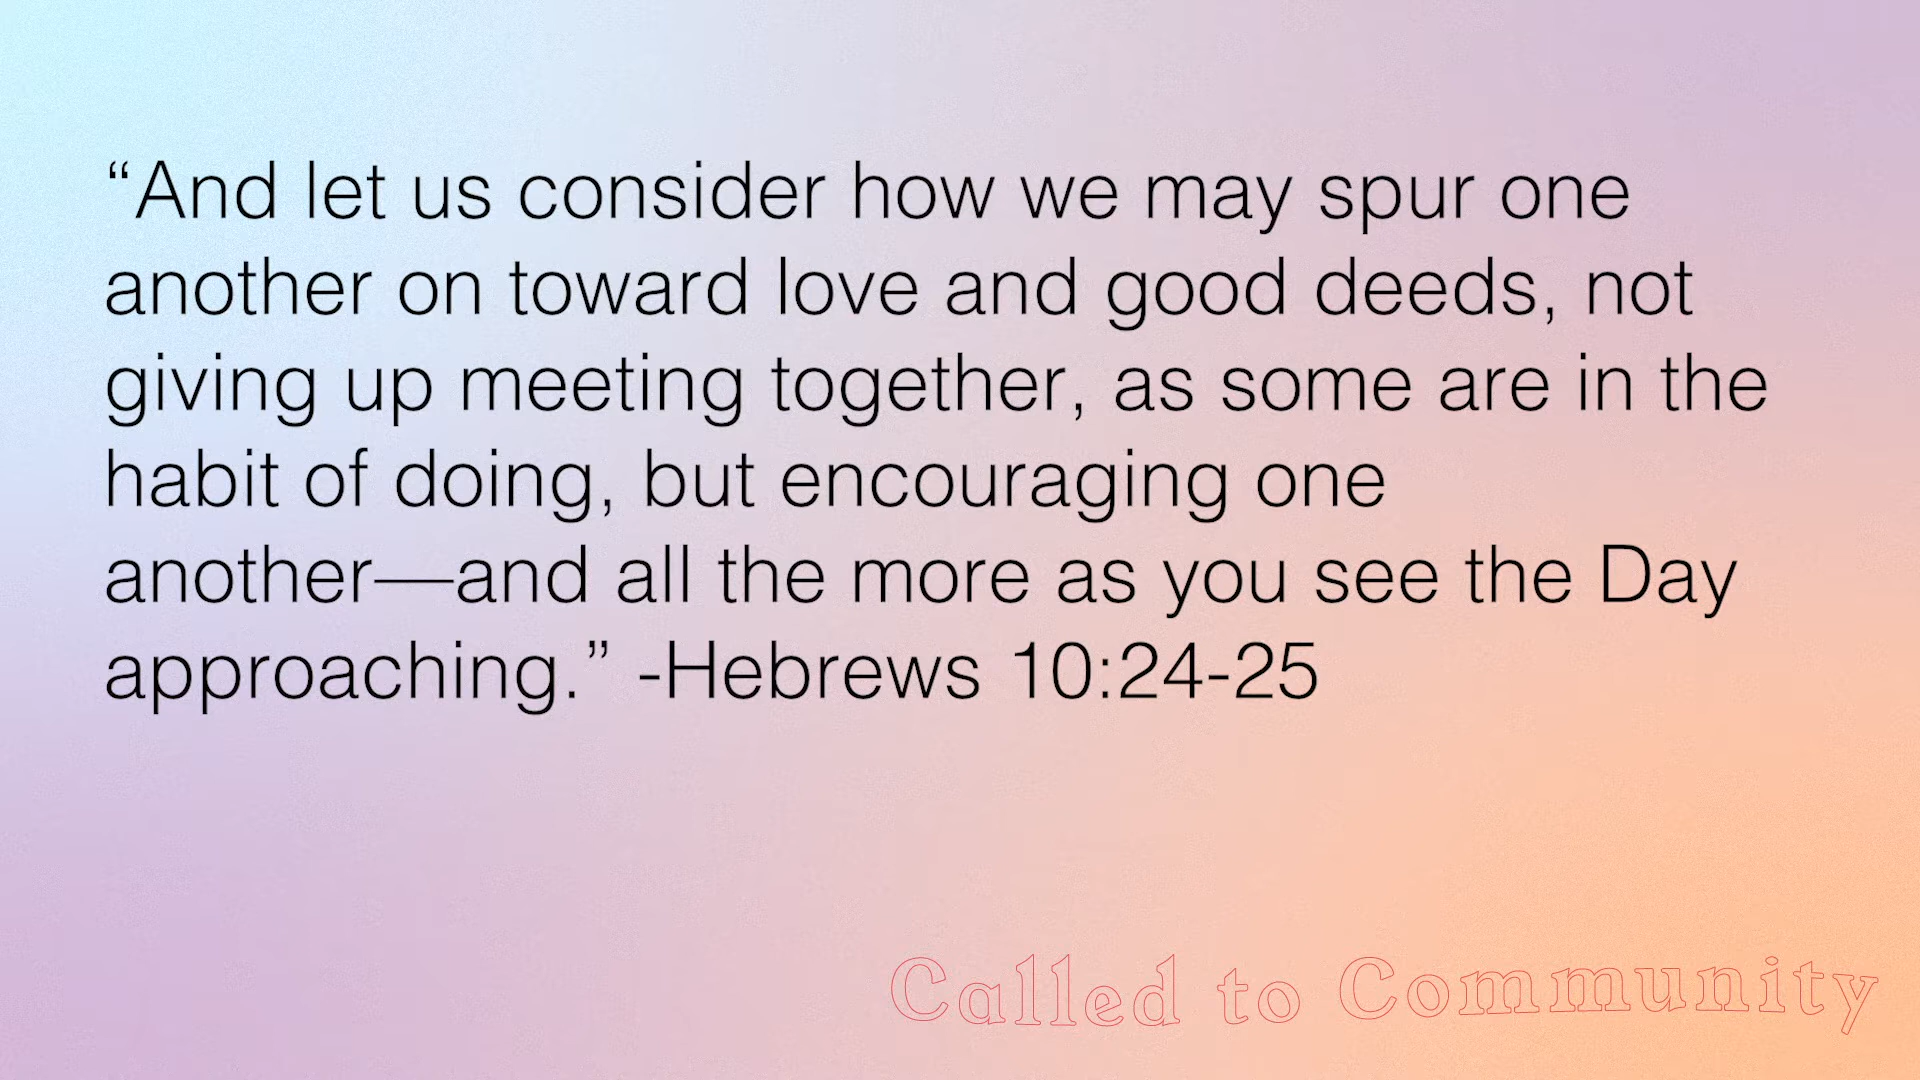 “And let us consider how we may spur one
another on toward love and good deeds, not
giving up meeting together, as some are in the
habit of doing, but encouraging one
another—and all the more as you see the Day
approaching.” -Hebrews 10:24-25
Called to Community